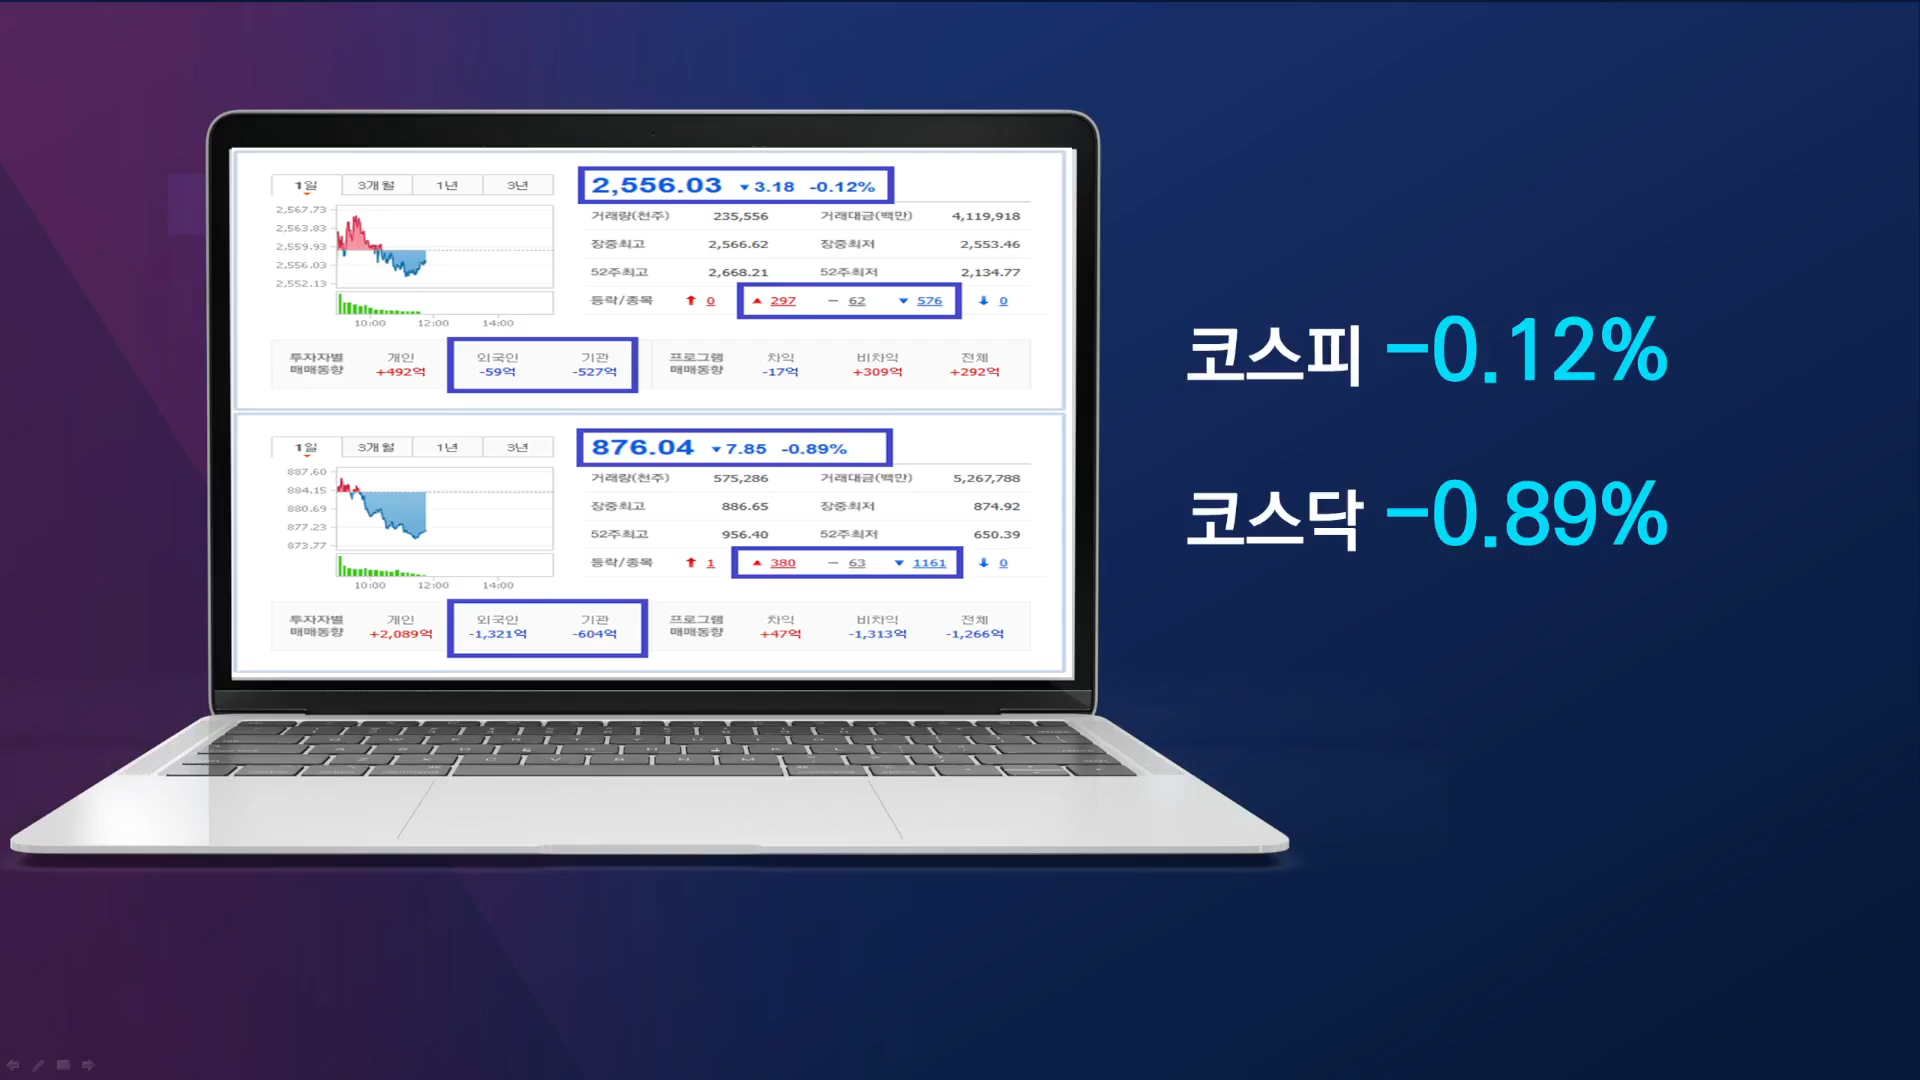 1일 3개월 1년 3년
2,556.03 ▼3.18 -0.12%
2,567.73
2,563.83
2,559.93
2,556.03
2,552.13
10:00 12:00 14:00
거래량(천주) 235,556 거래대금(백만) 4,119,918
장중최고 2,566.62 장중최저 2,553.46
52주최고 2,668.21 52주최저 2,134.77
등락/종목 ⬆ 0 ▲ 297 ─ 62 ▼ 576 ⬇ 0
투자자별 매매동향 개인 +492억 외국인 -59억 기관 -527억
프로그램 매매동향 차익 -17억 비차익 +309억 전체 +292억
1일 3개월 1년 3년
876.04 ▼7.85 -0.89%
887.60
884.15
880.69
877.23
873.77
10:00 12:00 14:00
거래량(천주) 575,286 거래대금(백만) 5,267,788
장중최고 886.65 장중최저 874.92
52주최고 956.40 52주최저 650.39
등락/종목 ⬆ 1 ▲ 380 ─ 63 ▼ 1161 ⬇ 0
투자자별 매매동향 개인 +2,089억 외국인 -1,321억 기관 -604억
프로그램 매매동향 차익 +47억 비차익 -1,313억 전체 -1,266억
코스피 -0.12%
코스닥 -0.89%